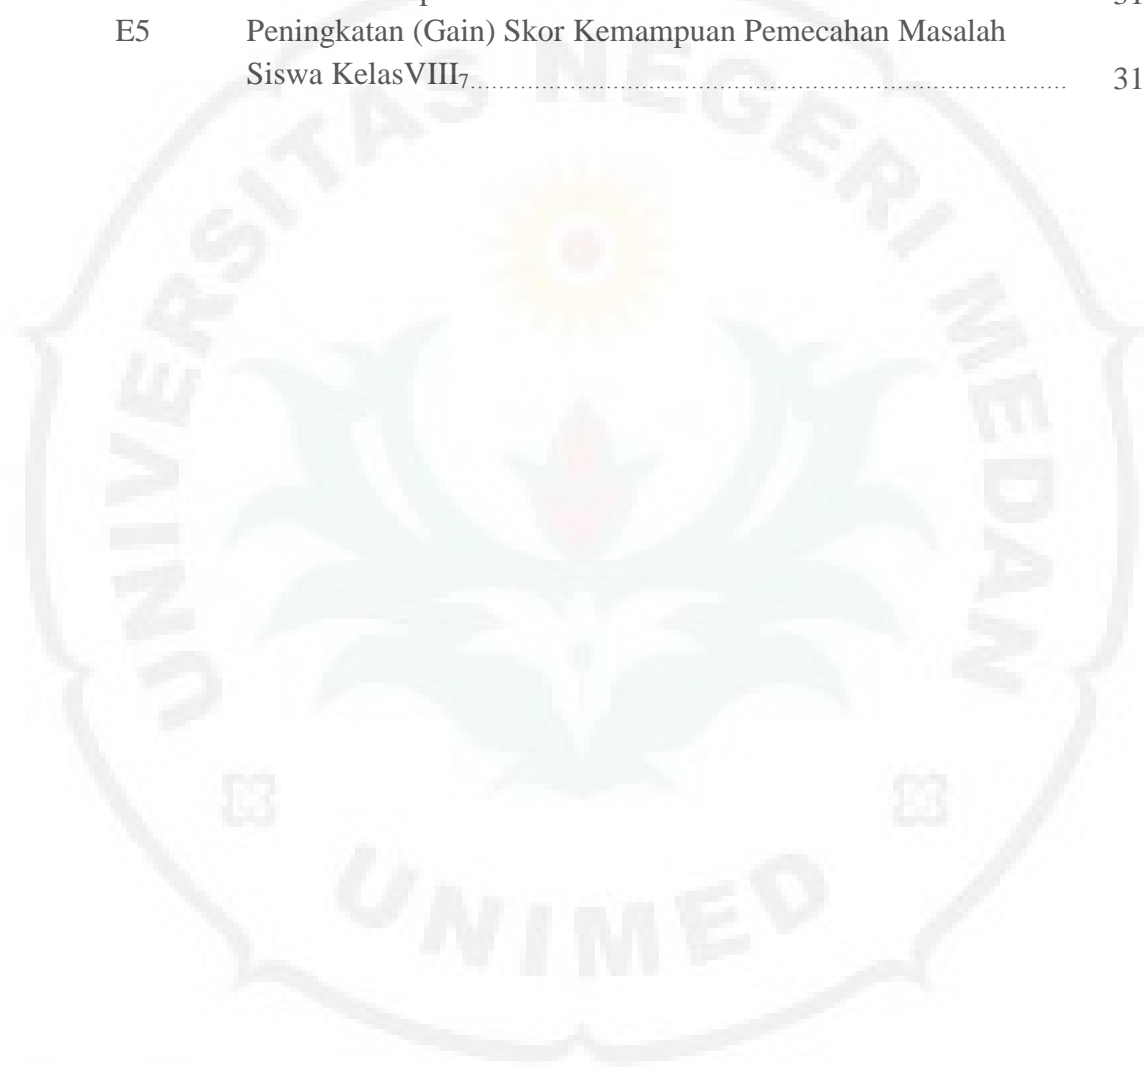 E5 Peningkatan (Gain) Skor Kemampuan Pemecahan Masalah
Siswa KelasVIII₇........................................................................ 31
UNIVERSITAS NEGERI MEDAN
UNIMED